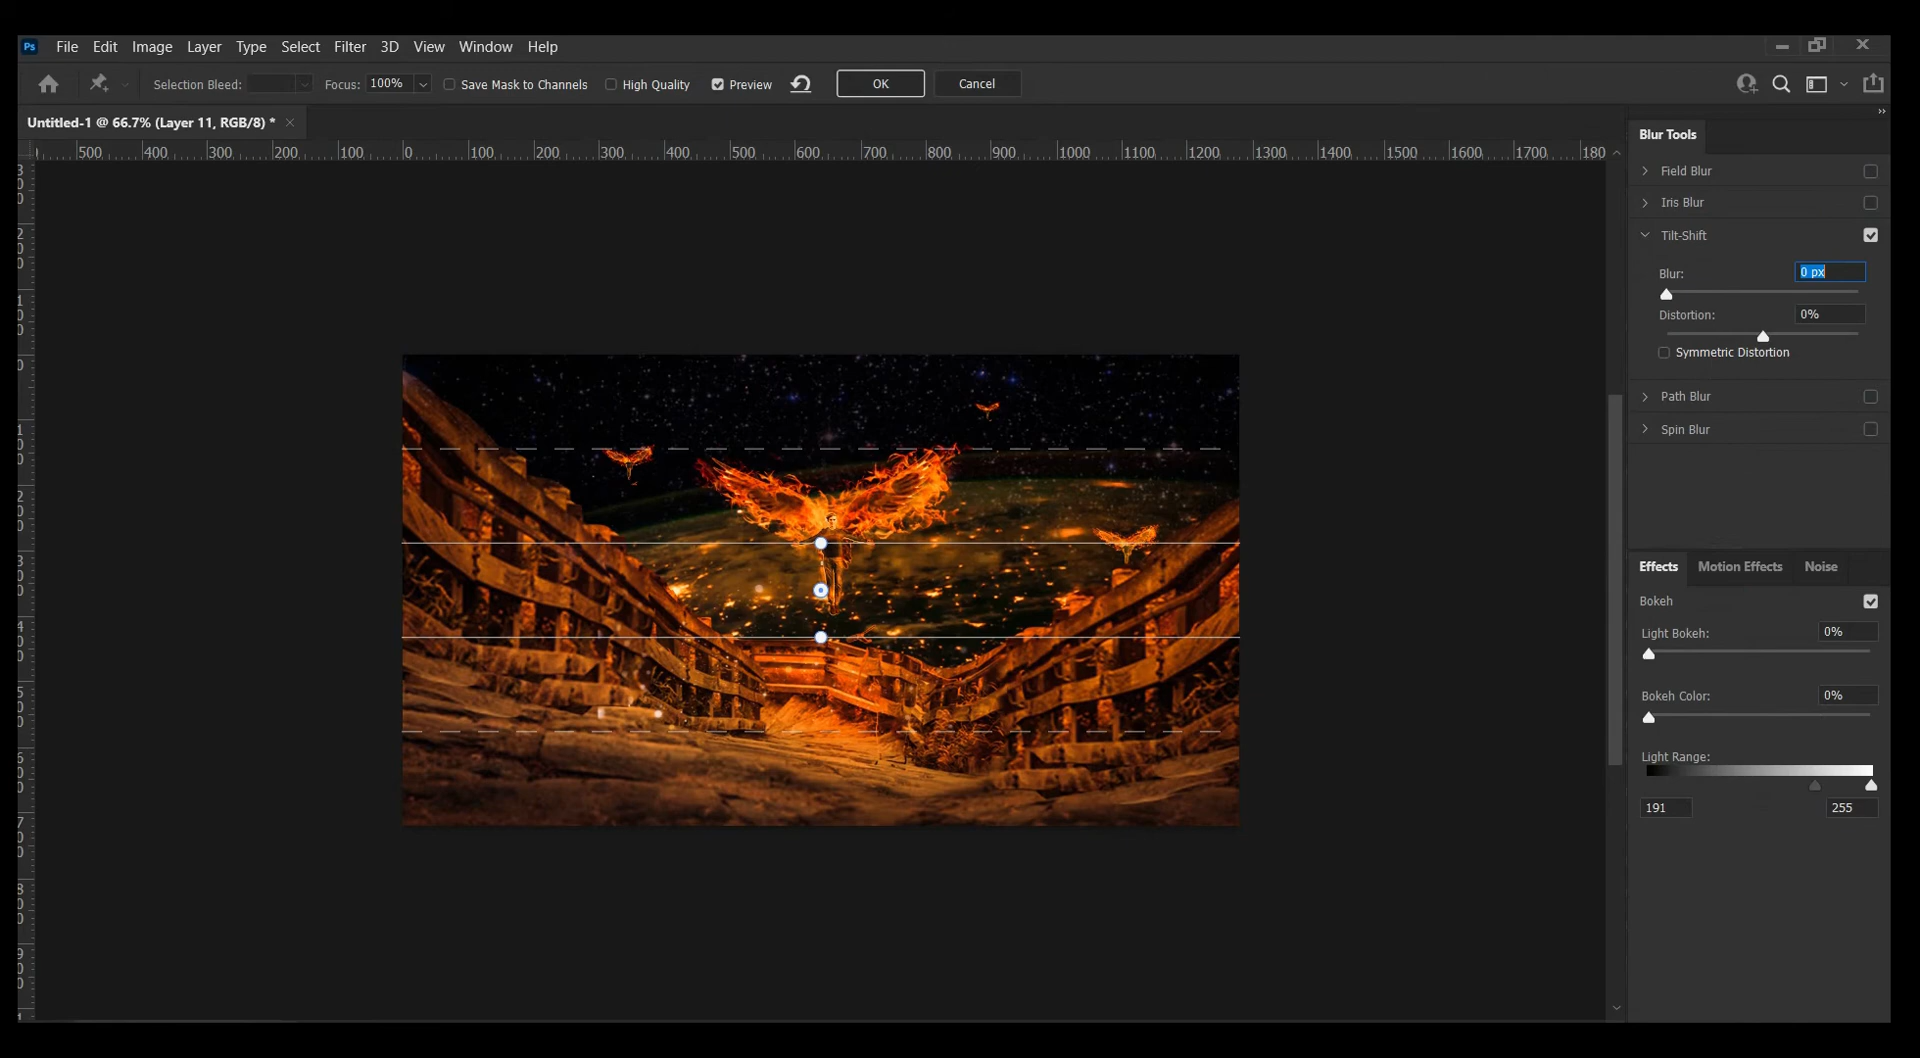 Ps File Edit Image Layer Type Select Filter 3D View Window Help
Selection Bleed: Focus: 100% Save Mask to Channels High Quality Preview OK Cancel
Untitled-1 @ 66.7% (Layer 11, RGB/8) *
500 400 300 200 100 0 100 200 300 400 500 600 700 800 900 1000 1100 1200 1300 1400 1500 1600 1700 180
Blur Tools
Field Blur
Iris Blur
Tilt-Shift
Blur: 0 px
Distortion: 0%
Symmetric Distortion
Path Blur
Spin Blur
Effects Motion Effects Noise
Bokeh
Light Bokeh: 0%
Bokeh Color: 0%
Light Range:
191 255